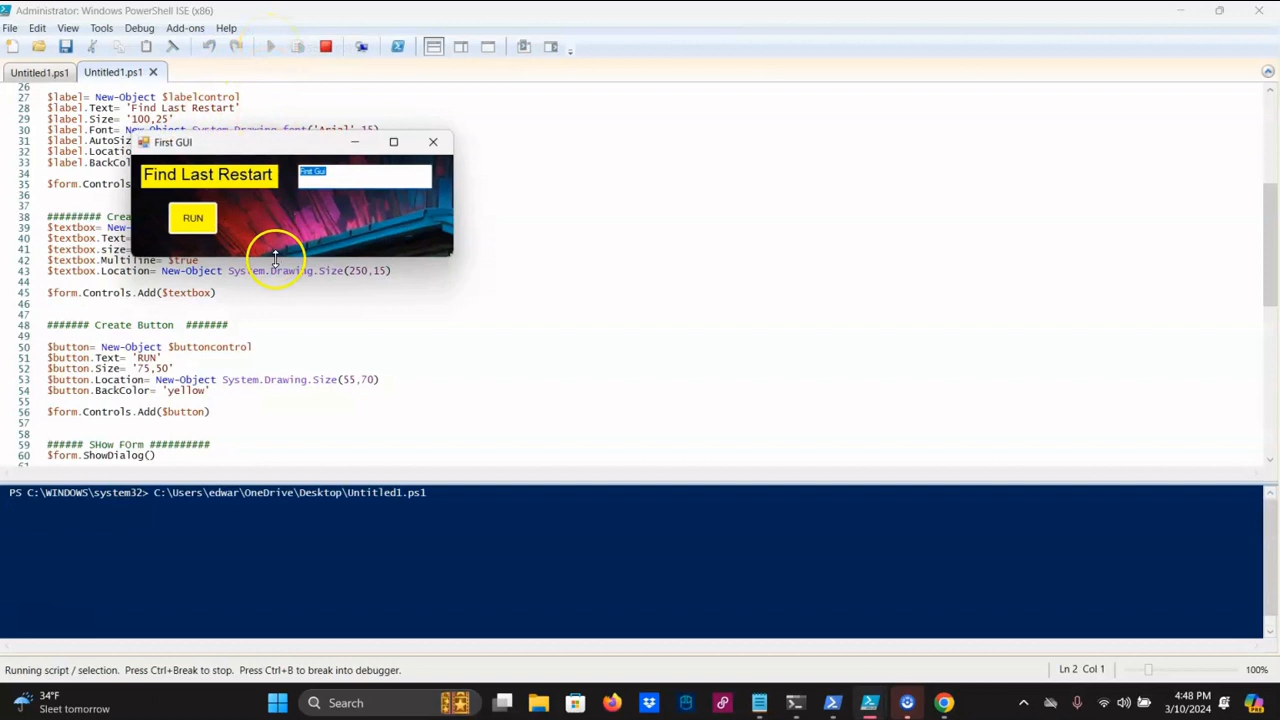 Administrator: Windows PowerShell ISE (x86)
File Edit View Tools Debug Add-ons Help
Untitled1.ps1 Untitled1.ps1
26
27 $label= New-Object $labelcontrol
28 $label.Text= 'Find Last Restart'
29 $label.Size= '100,25'
30 $label.Font= New-Object System.Drawing.font('Arial',15)
31 $label.AutoSiz
32 $label.Loca
33 $label.BackCol
34
35 $form.Controls
36
37
38 ######### Crea
39 $textbox= New-
40 $textbox.Text=
41 $textbox.size=
42 $textbox.Multiline= $true
43 $textbox.Location= New-Object System.Drawing.Size(250,15)
44
45 $form.Controls.Add($textbox)
46
47
48 ####### Create Button #######
49
50 $button= New-Object $buttoncontrol
51 $button.Text= 'RUN'
52 $button.Size= '75,50'
53 $button.Location= New-Object System.Drawing.Size(55,70)
54 $button.BackColor= 'yellow'
55
56 $form.Controls.Add($button)
57
58
59 ###### SHow FOrm ##########
60 $form.ShowDialog()
61
First GUI
Find Last Restart
First Gui
RUN
PS C:\WINDOWS\system32> C:\Users\edwar\OneDrive\Desktop\Untitled1.ps1
Running script / selection. Press Ctrl+Break to stop. Press Ctrl+B to break into debugger.
Ln 2 Col 1
100%
34°F
Sleet tomorrow
Search
4:48 PM
3/10/2024